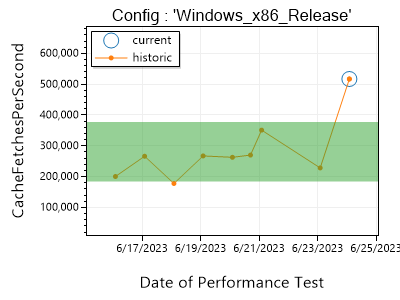 Config : 'Windows_x86_Release'
current
historic
CacheFetchesPerSecond
600,000
500,000
400,000
300,000
200,000
100,000
6/17/2023
6/19/2023
6/21/2023
6/23/2023
6/25/2023
Date of Performance Test